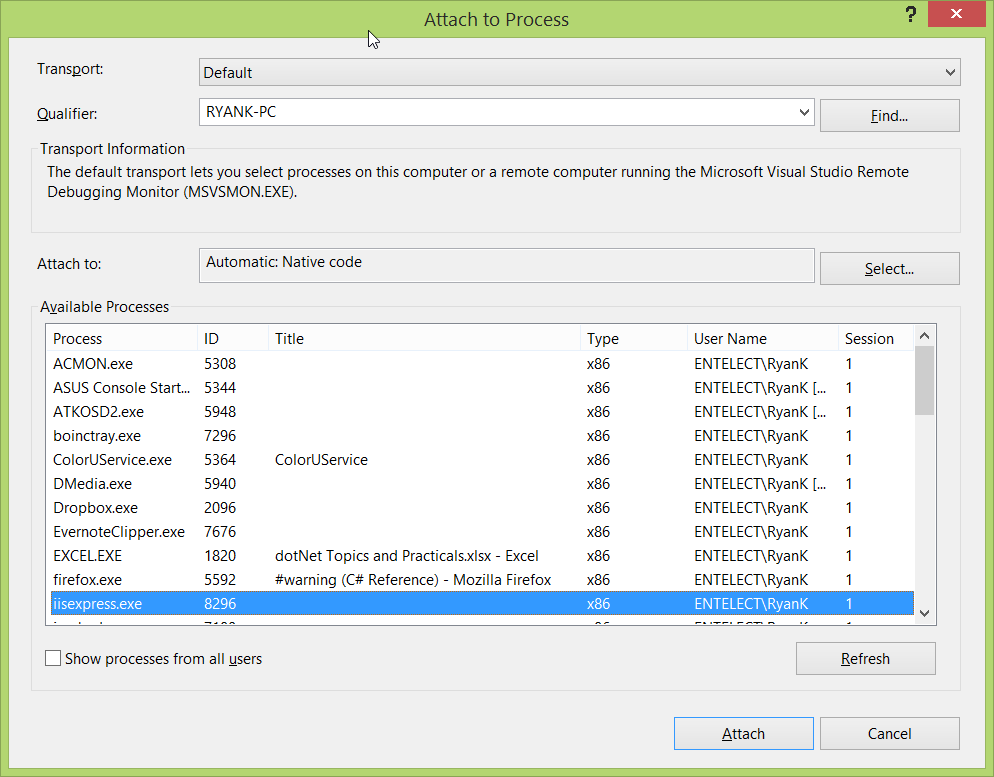 Attach to Process
?
Transport: Default
Qualifier: RYANK-PC Find...
Transport Information
The default transport lets you select processes on this computer or a remote computer running the Microsoft Visual Studio Remote
Debugging Monitor (MSVSMON.EXE).
Attach to: Automatic: Native code Select...
Available Processes
Process ID Title Type User Name Session
ACMON.exe 5308 x86 ENTELECT\RyanK 1
ASUS Console Start... 5344 x86 ENTELECT\RyanK [... 1
ATKOSD2.exe 5948 x86 ENTELECT\RyanK [... 1
boinctray.exe 7296 x86 ENTELECT\RyanK 1
ColorUService.exe 5364 ColorUService x86 ENTELECT\RyanK 1
DMedia.exe 5940 x86 ENTELECT\RyanK [... 1
Dropbox.exe 2096 x86 ENTELECT\RyanK 1
EvernoteClipper.exe 7676 x86 ENTELECT\RyanK 1
EXCEL.EXE 1820 dotNet Topics and Practicals.xlsx - Excel x86 ENTELECT\RyanK 1
firefox.exe 5592 #warning (C# Reference) - Mozilla Firefox x86 ENTELECT\RyanK 1
iisexpress.exe 8296 x86 ENTELECT\RyanK 1
Show processes from all users Refresh
Attach Cancel